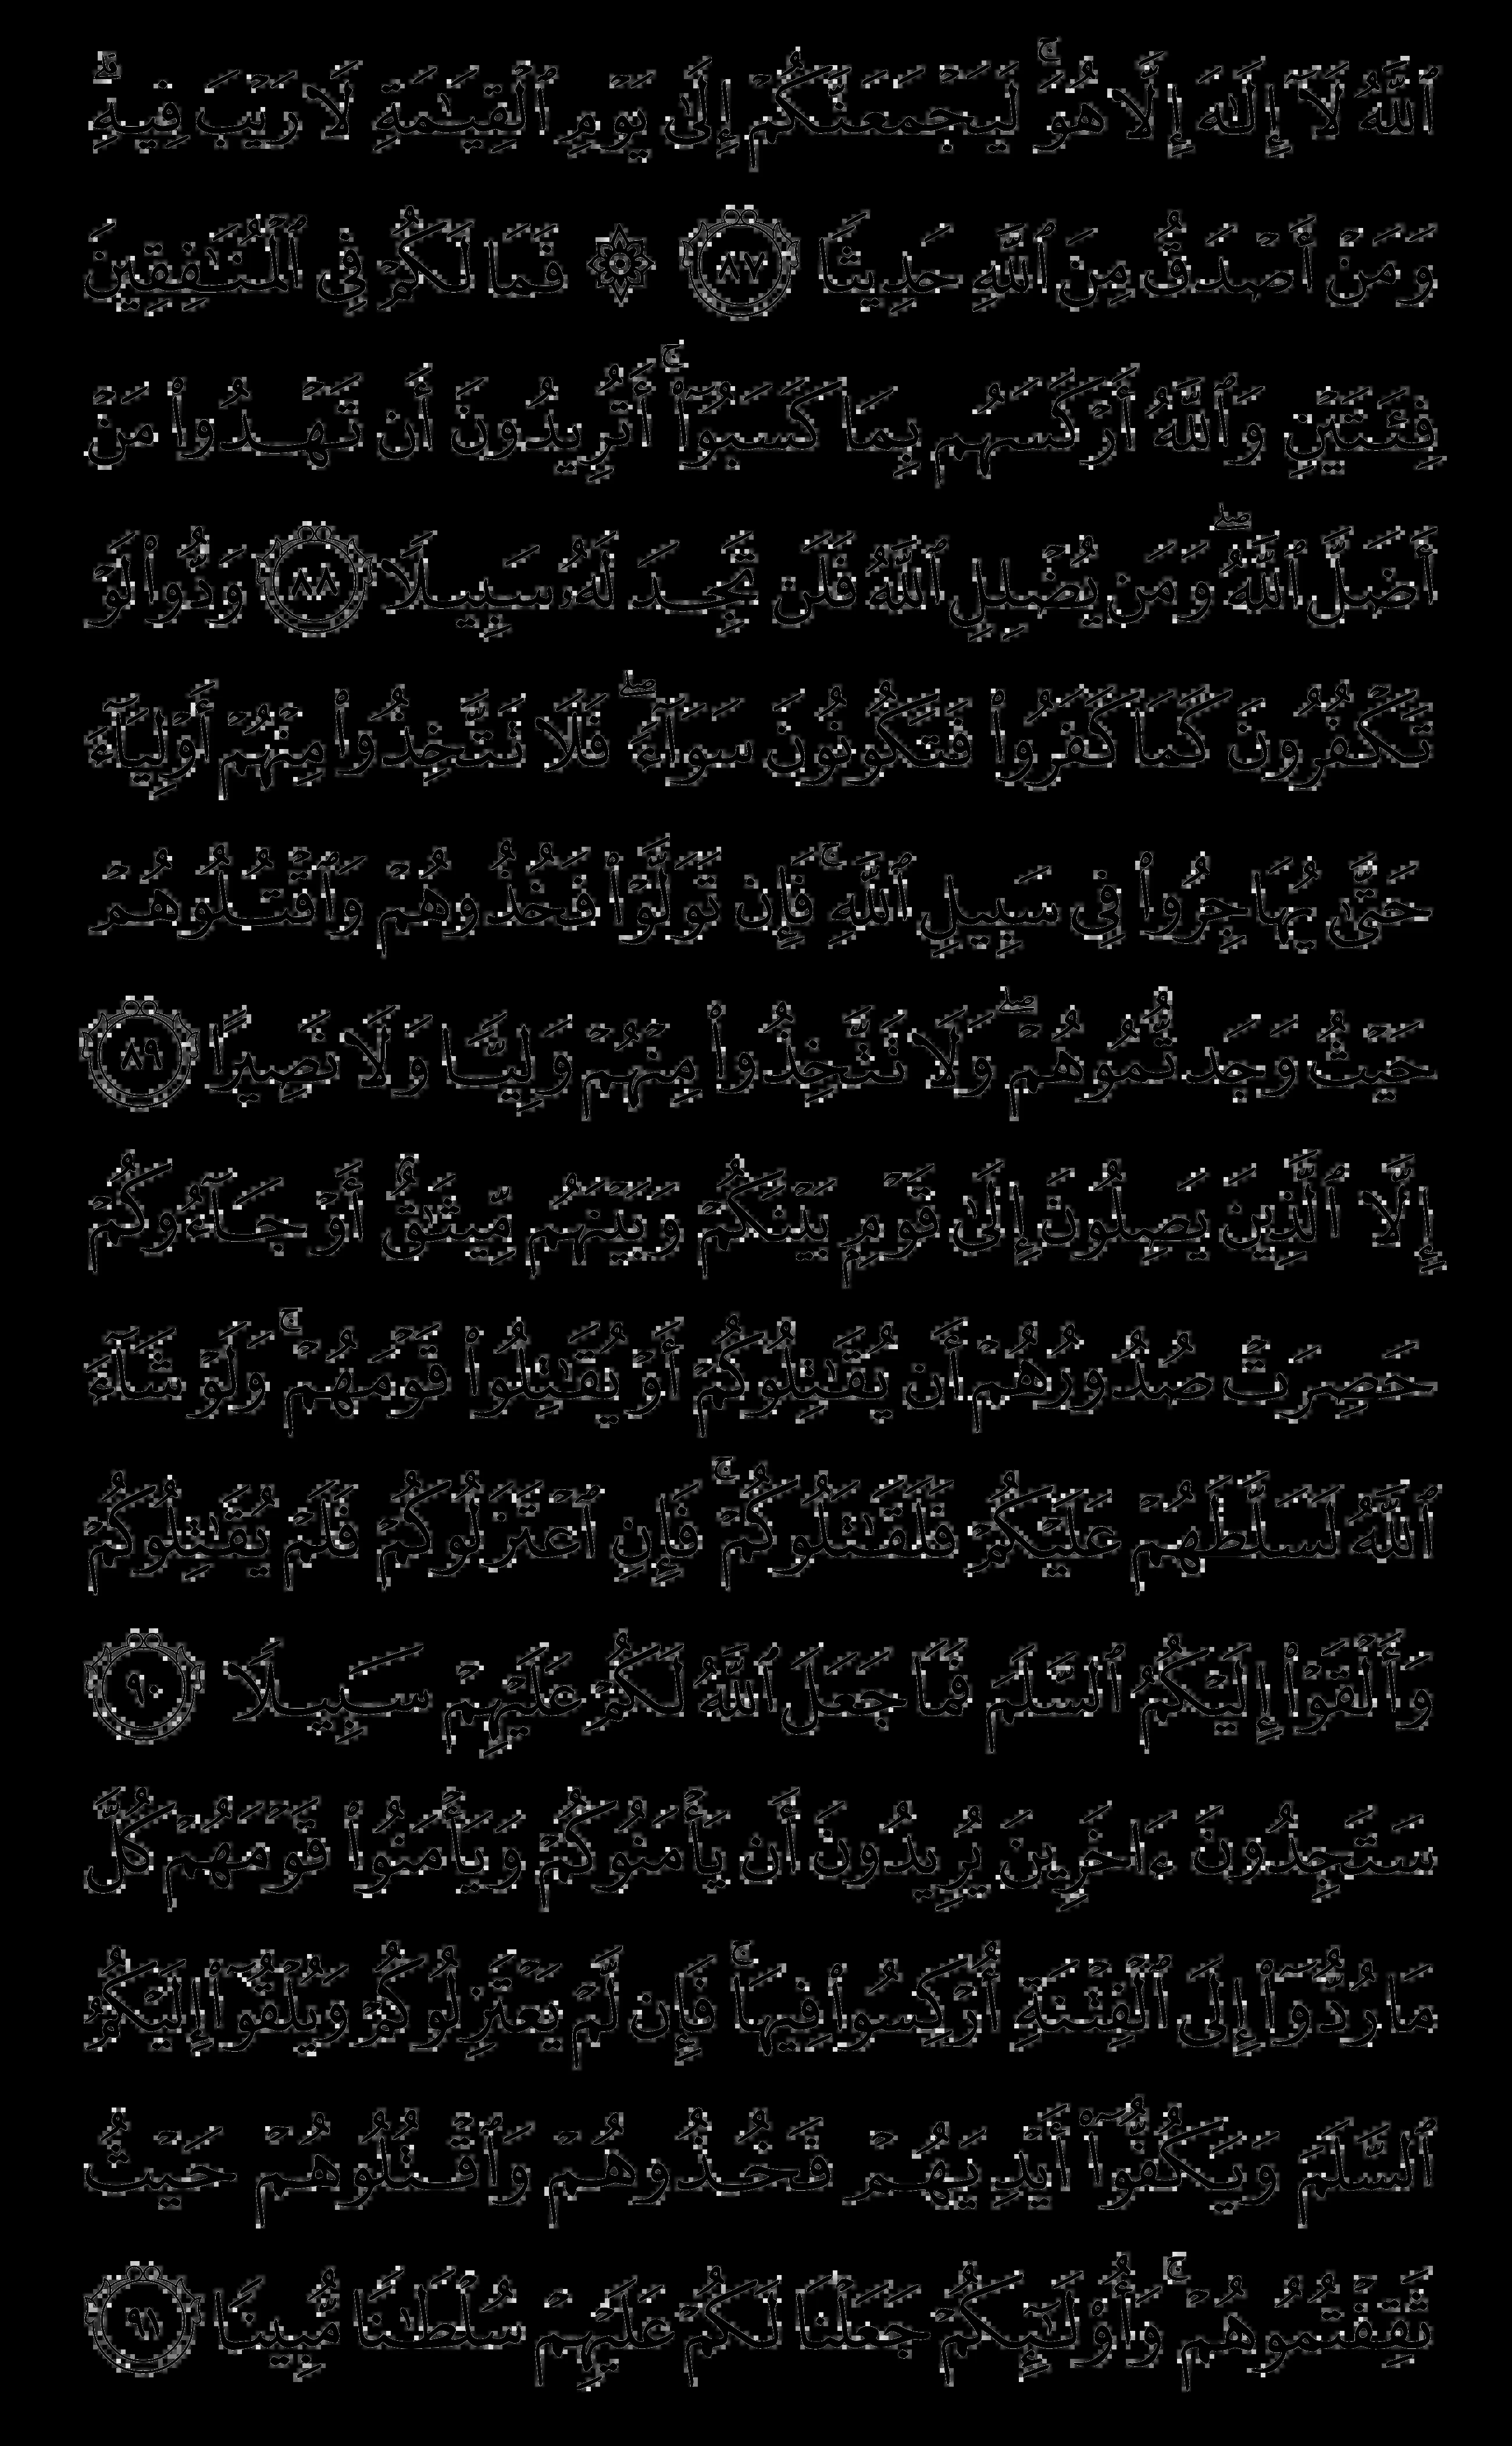 ٱللَّهُ لَآ إِلَٰهَ إِلَّا هُوَۚ لَيَجْمَعَنَّكُمْ إِلَىٰ يَوْمِ ٱلْقِيَٰمَةِ لَا رَيْبَ فِيهِۗ
وَمَنْ أَصْدَقُ مِنَ ٱللَّهِ حَدِيثًا ٨٧ ۞ فَمَا لَكُمْ فِى ٱلْمُنَٰفِقِينَ
فِئَتَيْنِ وَٱللَّهُ أَرْكَسَهُم بِمَا كَسَبُوٓا۟ۚ أَتُرِيدُونَ أَن تَهْدُوا۟ مَنْ
أَضَلَّ ٱللَّهُۖ وَمَن يُضْلِلِ ٱللَّهُ فَلَن تَجِدَ لَهُۥ سَبِيلًا ٨٨ وَدُّوا۟ لَوْ
تَكْفُرُونَ كَمَا كَفَرُوا۟ فَتَكُونُونَ سَوَآءًۖ فَلَا تَتَّخِذُوا۟ مِنْهُمْ أَوْلِيَآءَ
حَتَّىٰ يُهَاجِرُوا۟ فِى سَبِيلِ ٱللَّهِۚ فَإِن تَوَلَّوْا۟ فَخُذُوهُمْ وَٱقْتُلُوهُمْ
حَيْثُ وَجَدتُّمُوهُمْۖ وَلَا تَتَّخِذُوا۟ مِنْهُمْ وَلِيًّا وَلَا نَصِيرًا ٨٩
إِلَّا ٱلَّذِينَ يَصِلُونَ إِلَىٰ قَوْمٍۭ بَيْنَكُمْ وَبَيْنَهُم مِّيثَٰقٌ أَوْ جَآءُوكُمْ
حَصِرَتْ صُدُورُهُمْ أَن يُقَٰتِلُوكُمْ أَوْ يُقَٰتِلُوا۟ قَوْمَهُمْۚ وَلَوْ شَآءَ
ٱللَّهُ لَسَلَّطَهُمْ عَلَيْكُمْ فَلَقَٰتَلُوكُمْۚ فَإِنِ ٱعْتَزَلُوكُمْ فَلَمْ يُقَٰتِلُوكُمْ
وَأَلْقَوْا۟ إِلَيْكُمُ ٱلسَّلَمَ فَمَا جَعَلَ ٱللَّهُ لَكُمْ عَلَيْهِمْ سَبِيلًا ٩٠
سَتَجِدُونَ ءَاخَرِينَ يُرِيدُونَ أَن يَأْمَنُوكُمْ وَيَأْمَنُوا۟ قَوْمَهُمْ كُلَّ
مَا رُدُّوٓا۟ إِلَى ٱلْفِتْنَةِ أُرْكِسُوا۟ فِيهَاۚ فَإِن لَّمْ يَعْتَزِلُوكُمْ وَيُلْقُوٓا۟ إِلَيْكُمُ
ٱلسَّلَمَ وَيَكُفُّوٓا۟ أَيْدِيَهُمْ فَخُذُوهُمْ وَٱقْتُلُوهُمْ حَيْثُ
ثَقِفْتُمُوهُمْۚ وَأُو۟لَٰٓئِكُمْ جَعَلْنَا لَكُمْ عَلَيْهِمْ سُلْطَٰنًا مُّبِينًا ٩١